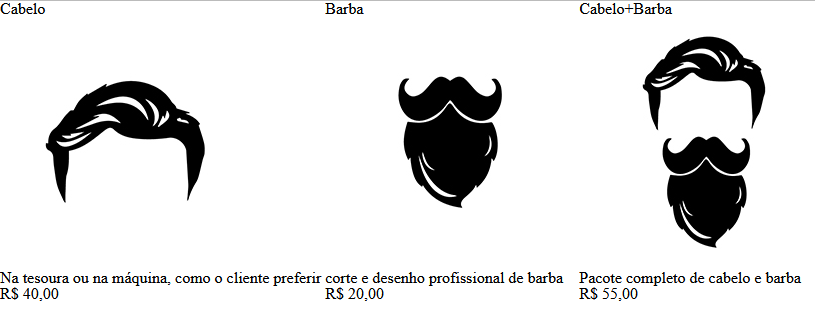 Cabelo
Na tesoura ou na máquina, como o cliente preferir
R$ 40,00
Barba
corte e desenho profissional de barba
R$ 20,00
Cabelo+Barba
Pacote completo de cabelo e barba
R$ 55,00